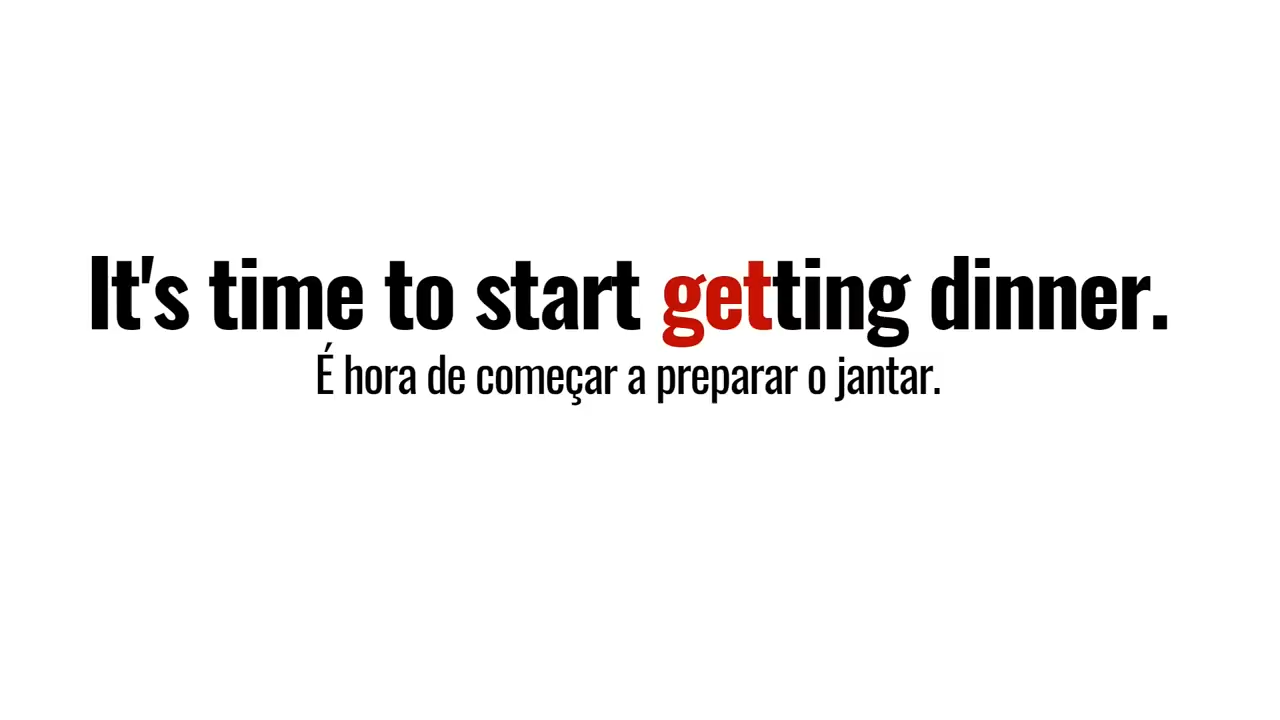 It's time to start getting dinner.
É hora de começar a preparar o jantar.